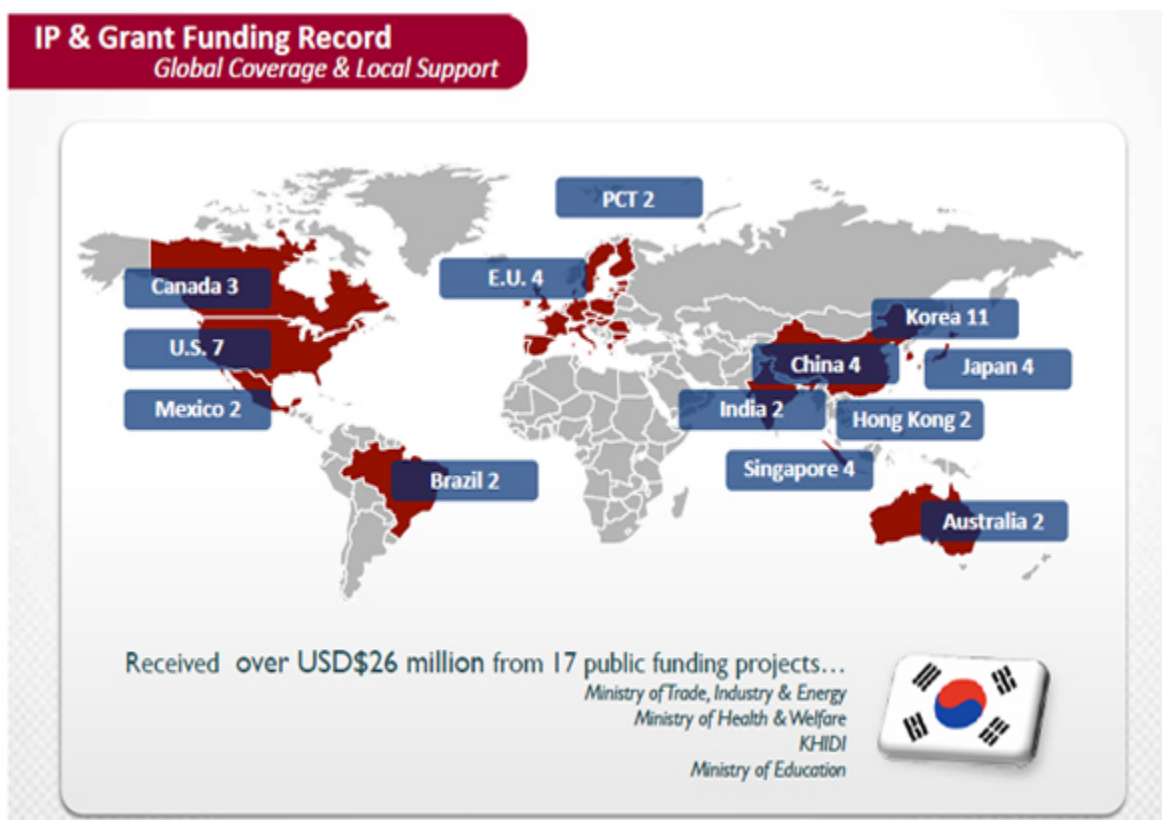 IP & Grant Funding Record
Global Coverage & Local Support
PCT 2
E.U. 4
Canada 3
Korea 11
U.S. 7
China 4
Japan 4
Mexico 2
India 2
Hong Kong 2
Singapore 4
Brazil 2
Australia 2
Received over USD$26 million from 17 public funding projects...
Ministry of Trade, Industry & Energy
Ministry of Health & Welfare
KHIDI
Ministry of Education